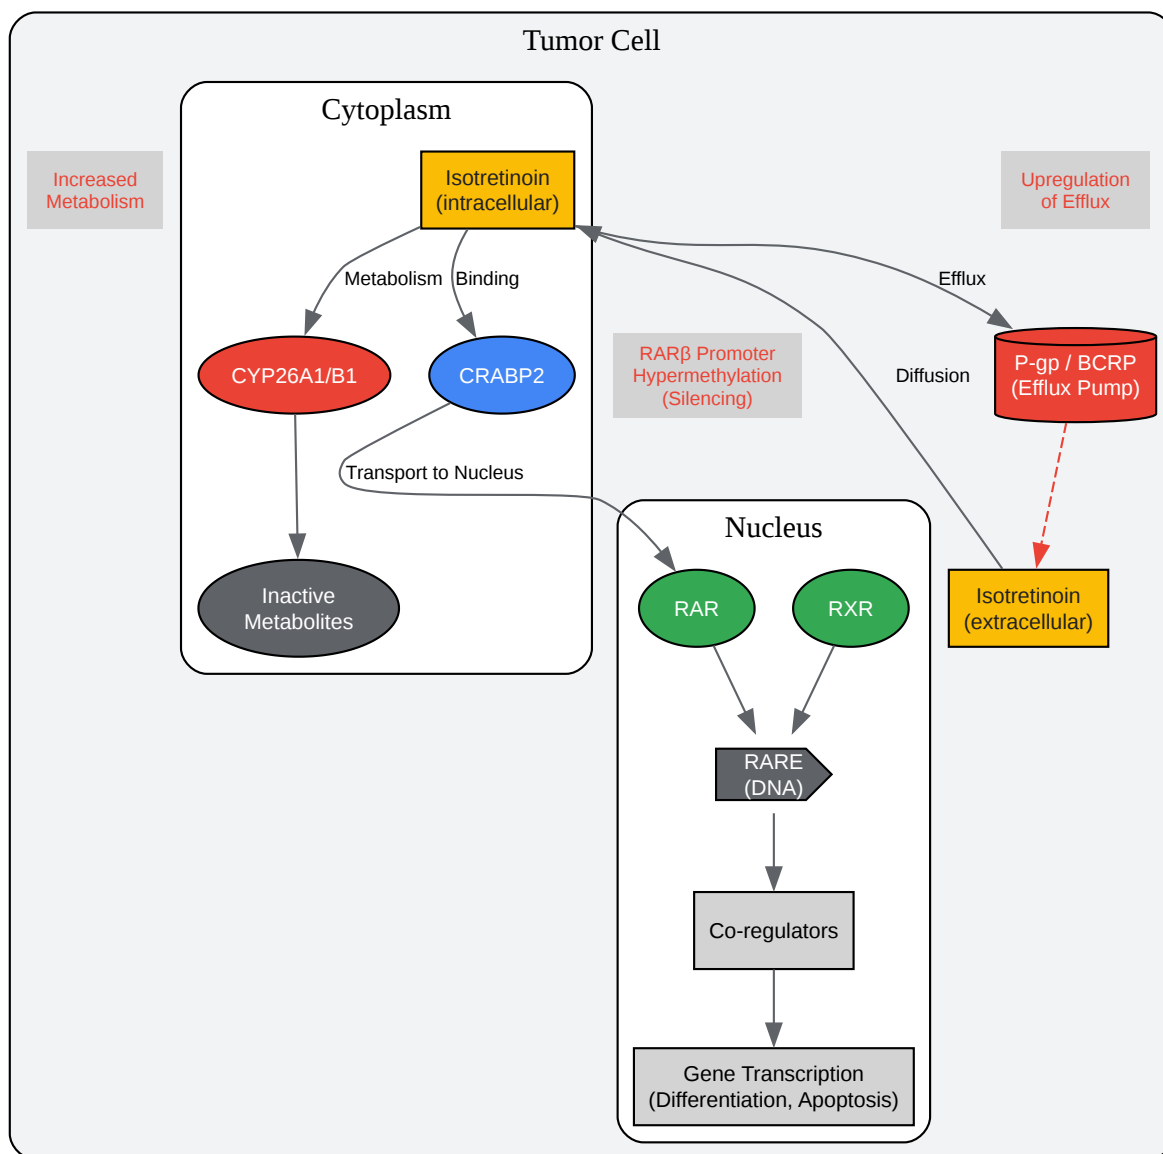 Tumor Cell
Cytoplasm
Increased
Metabolism
Isotretinoin
(intracellular)
Upregulation
of Efflux
Metabolism
Binding
Efflux
CYP26A1/B1
CRABP2
RARβ Promoter
Hypermethylation
(Silencing)
Diffusion
P-gp / BCRP
(Efflux Pump)
Transport to Nucleus
Nucleus
Inactive
Metabolites
RAR
RXR
Isotretinoin
(extracellular)
RARE
(DNA)
Co-regulators
Gene Transcription
(Differentiation, Apoptosis)